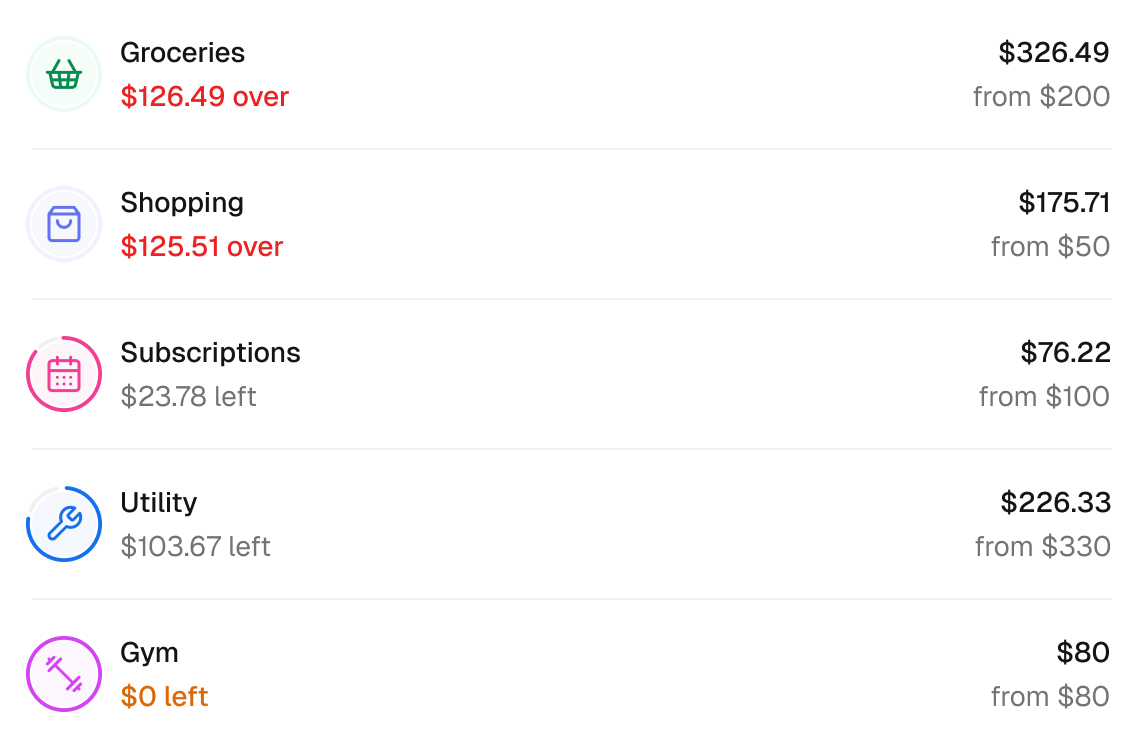 Groceries
$326.49
$126.49 over
from $200
Shopping
$175.71
$125.51 over
from $50
Subscriptions
$76.22
$23.78 left
from $100
Utility
$226.33
$103.67 left
from $330
Gym
$80
$0 left
from $80